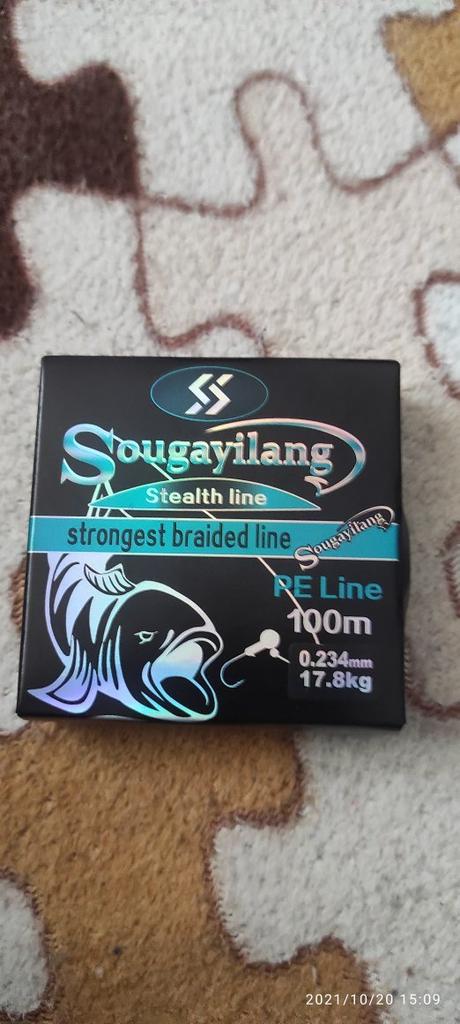 Sougayilang
Stealth line
strongest braided line
Sougayilang
PE Line
100m
0.234mm
17.8kg
2021/10/20 15:09